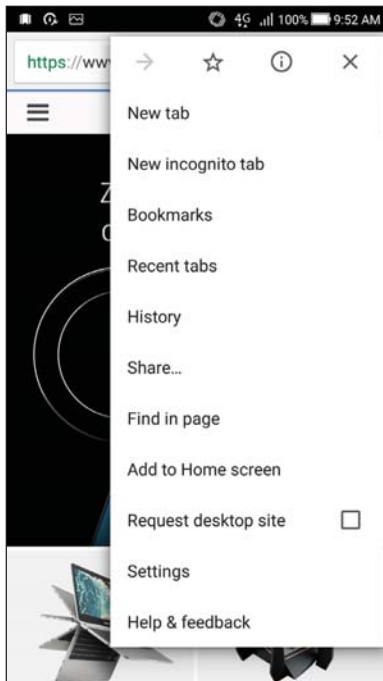 4G 100% 9:52 AM
https://ww
New tab
New incognito tab
Bookmarks
Recent tabs
History
Share...
Find in page
Add to Home screen
Request desktop site
Settings
Help & feedback